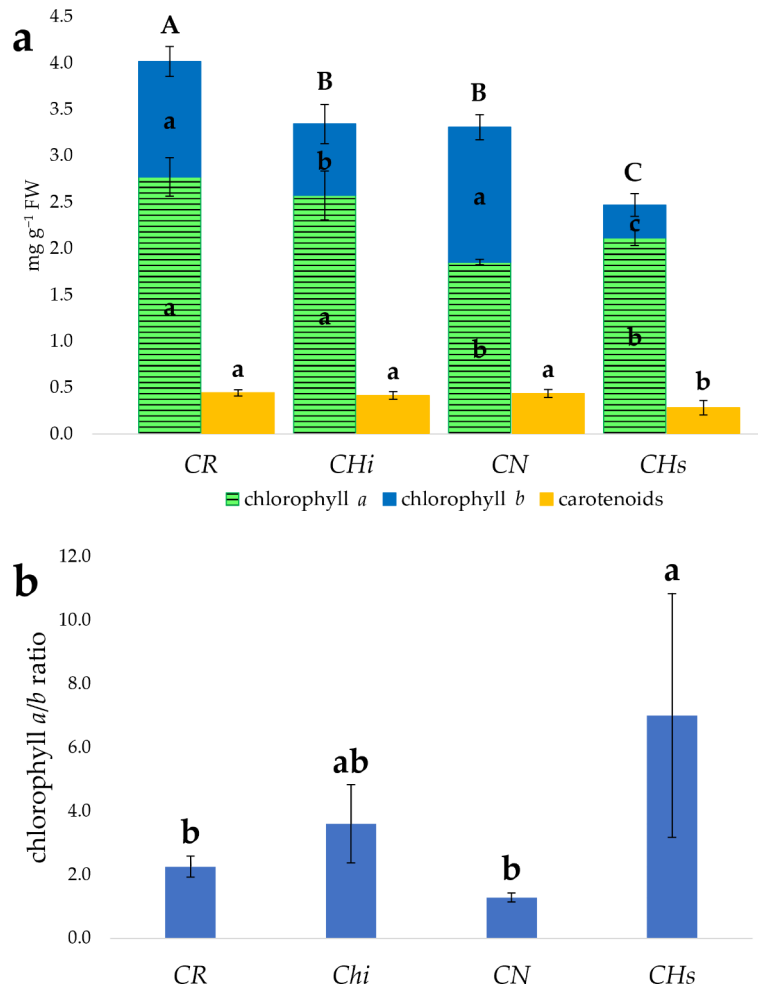 a
mg g⁻¹ FW
4.5
4.0
3.5
3.0
2.5
2.0
1.5
1.0
0.5
0.0
A
B
B
C
a
b
a
c
a
a
b
b
a
a
a
b
CR CHi CN CHs
chlorophyll a chlorophyll b carotenoids
b
chlorophyll a/b ratio
12.0
10.0
8.0
6.0
4.0
2.0
0.0
b
ab
b
a
CR Chi CN CHs